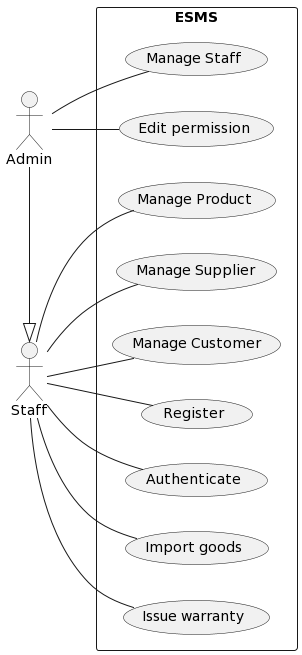 ESMS
Manage Staff
Edit permission
Admin
Manage Product
Manage Supplier
Manage Customer
Staff
Register
Authenticate
Import goods
Issue warranty